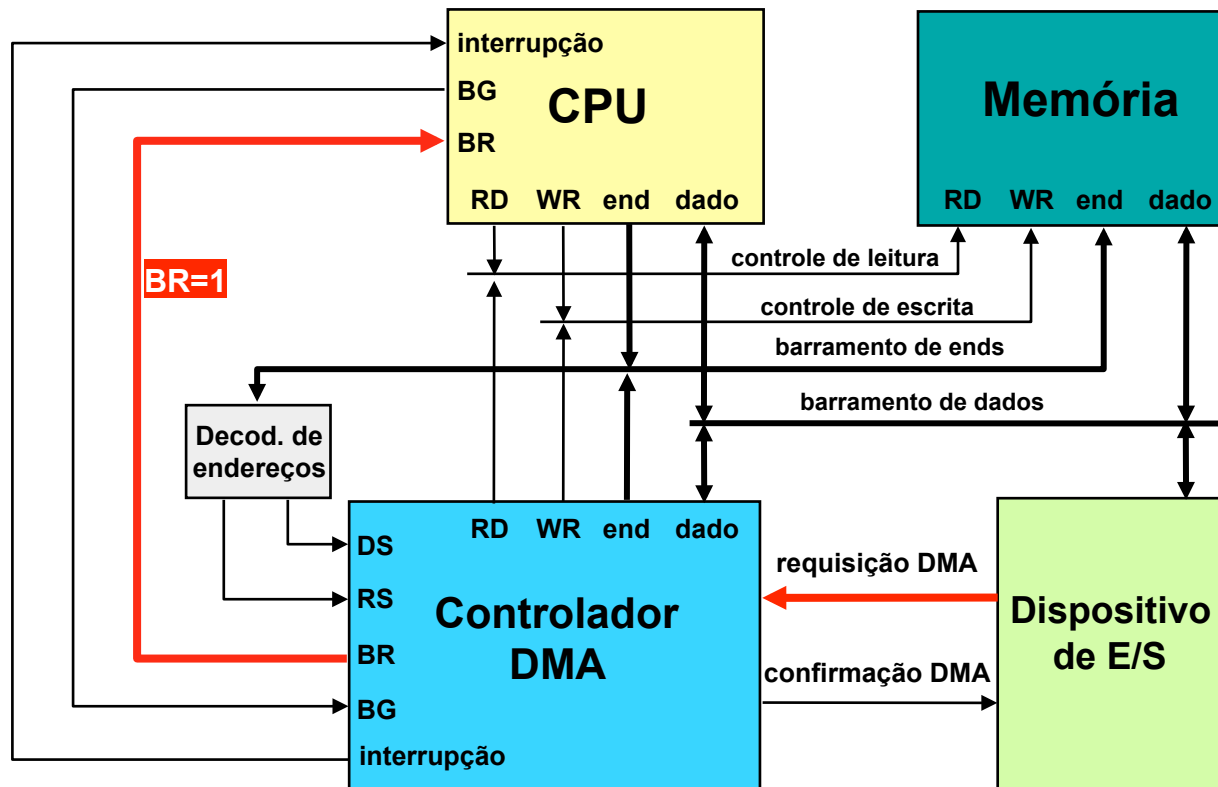 interrupção
BG
CPU
BR
RD WR end dado
Memória
RD WR end dado
controle de leitura
BR=1
controle de escrita
barramento de ends
barramento de dados
Decod. de
endereços
RD WR end dado
DS
RS
Controlador
DMA
BR
BG
interrupção
requisição DMA
confirmação DMA
Dispositivo
de E/S